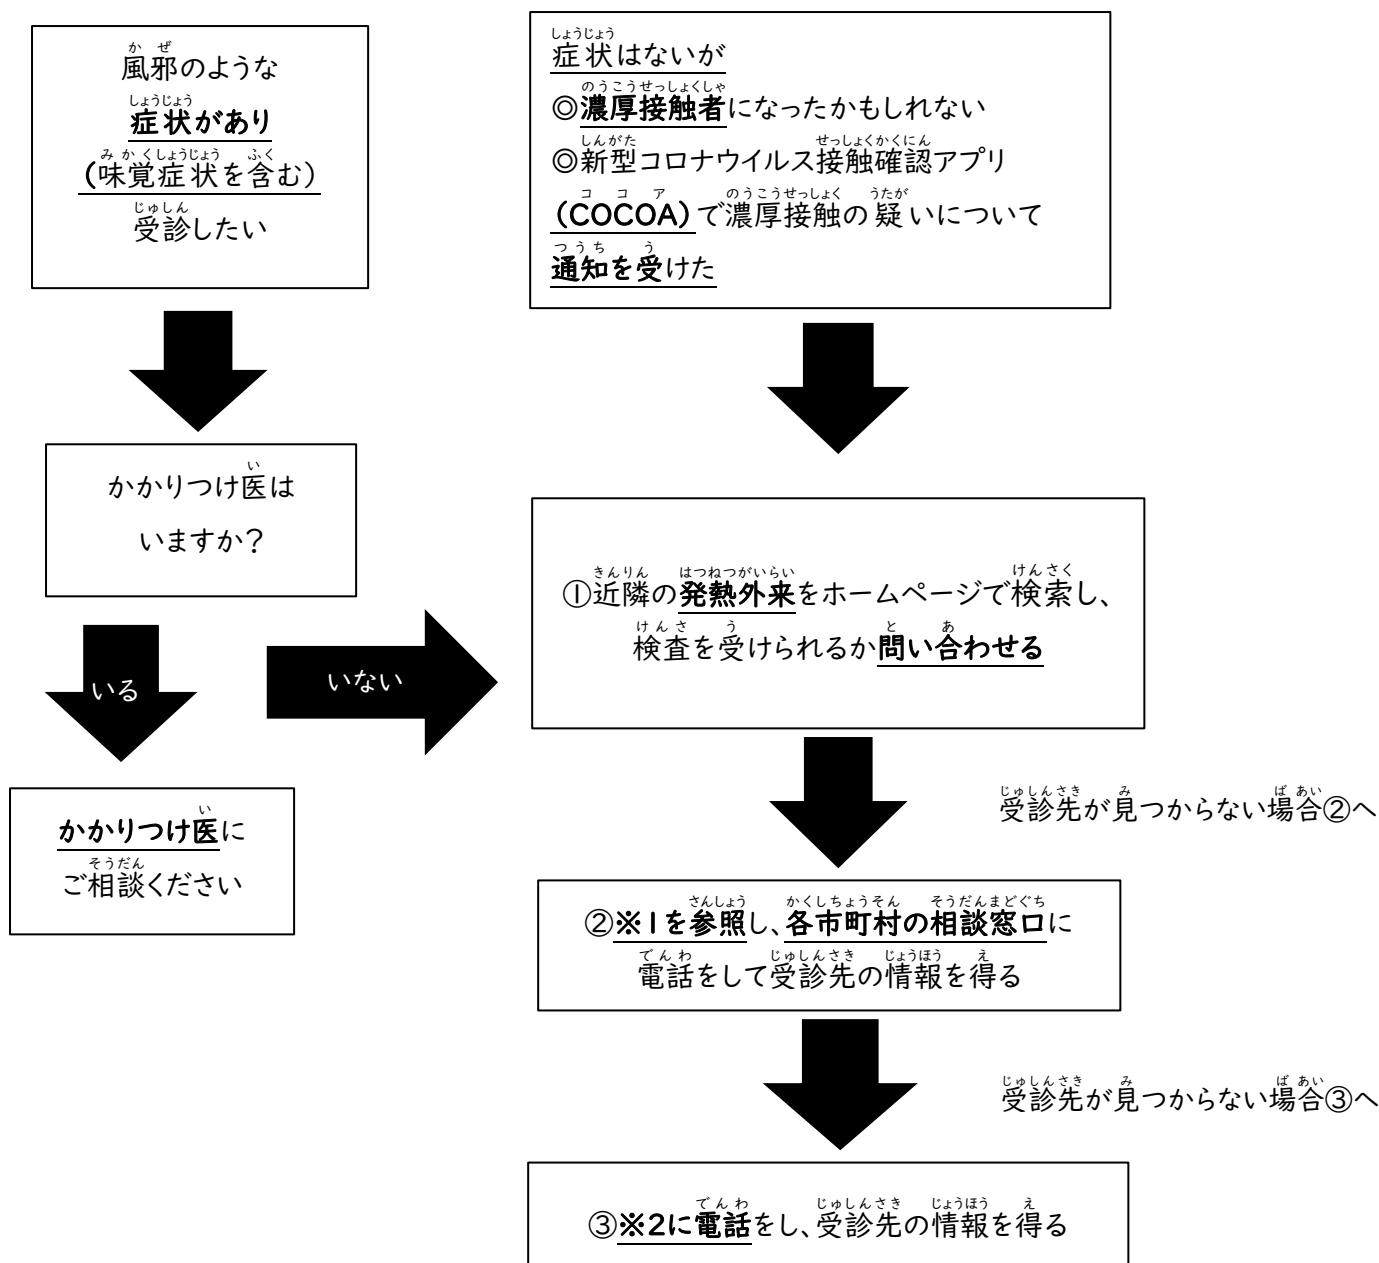 風邪のような
症状があり
(味覚症状を含む)
受診したい
症状はないが
◎濃厚接触者になったかもしれない
◎新型コロナウイルス接触確認アプリ
(COCOA)で濃厚接触の疑いについて
通知を受けた
かかりつけ医は
いますか?
いる
いない
かかりつけ医に
ご相談ください
①近隣の発熱外来をホームページで検索し、
検査を受けられるか問い合わせる
受診先が見つからない場合②へ
②※1を参照し、各市町村の相談窓口に
電話をして受診先の情報を得る
受診先が見つからない場合③へ
③※2に電話をし、受診先の情報を得る